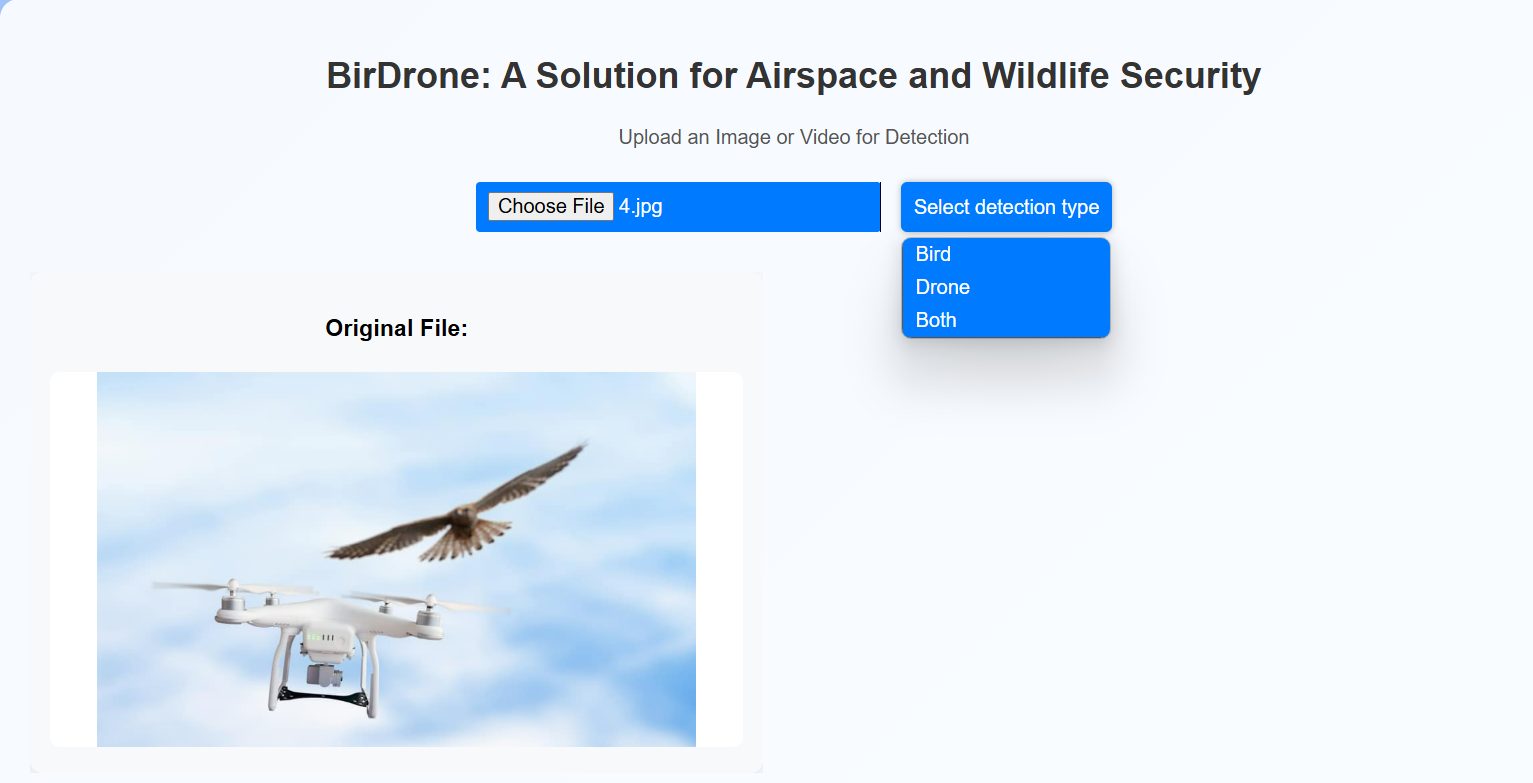 BirDrone: A Solution for Airspace and Wildlife Security
Upload an Image or Video for Detection
Choose File 4.jpg
Select detection type
Bird
Drone
Both
Original File: